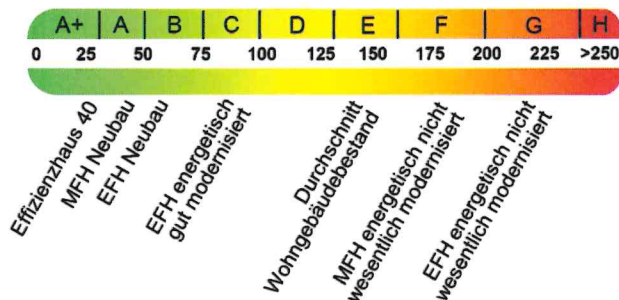 A+ A B C D E F G H
0 25 50 75 100 125 150 175 200 225 >250
Effizienzhaus 40
MFH Neubau
EFH Neubau
EFH energetisch
gut modernisiert
Durchschnitt
Wohngebäudebestand
MFH energetisch nicht
wesentlich modernisiert
EFH energetisch nicht
wesentlich modernisiert